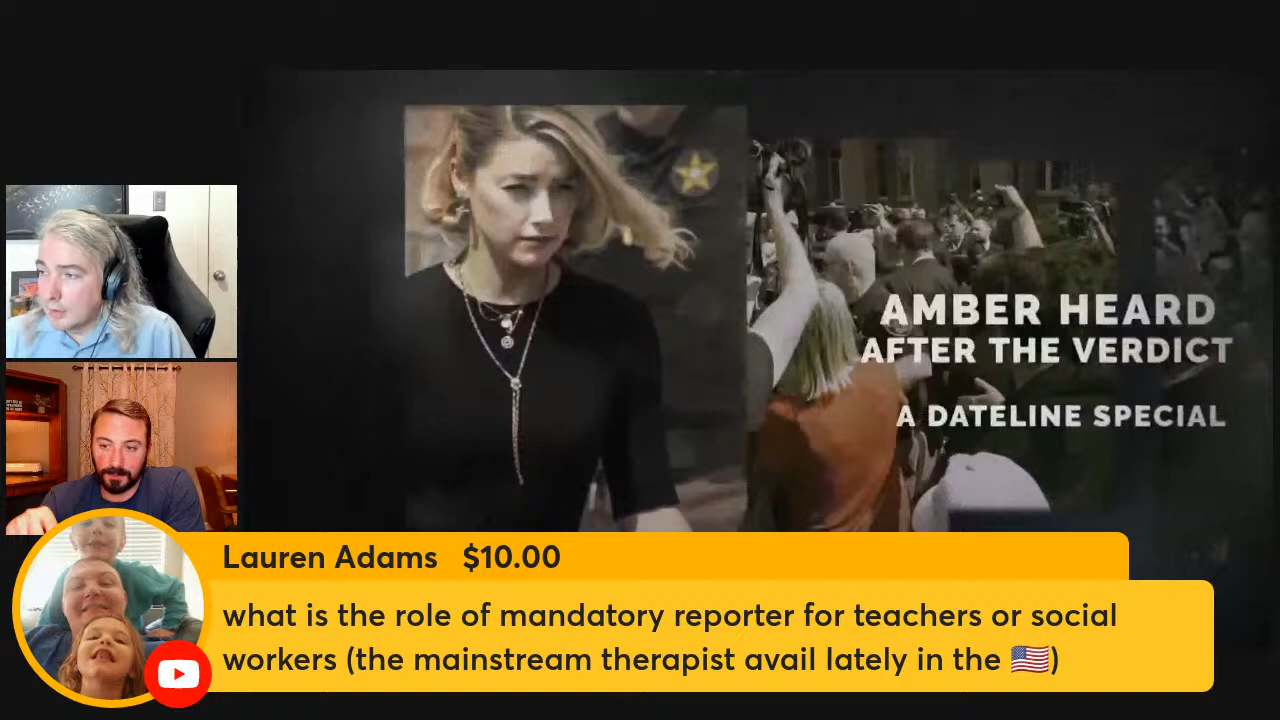 AMBER HEARD
AFTER THE VERDICT
A DATELINE SPECIAL
Lauren Adams $10.00
what is the role of mandatory reporter for teachers or social
workers (the mainstream therapist avail lately in the 🇺🇸)